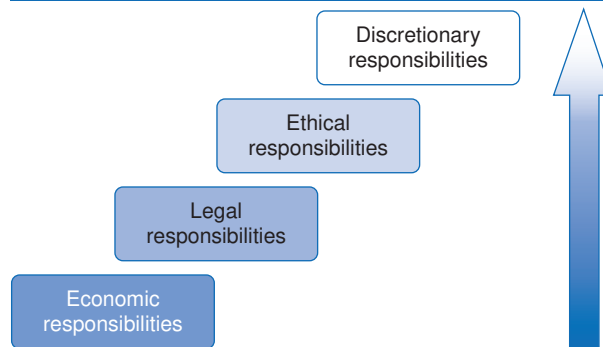 Discretionary
responsibilities
Ethical
responsibilities
Legal
responsibilities
Economic
responsibilities